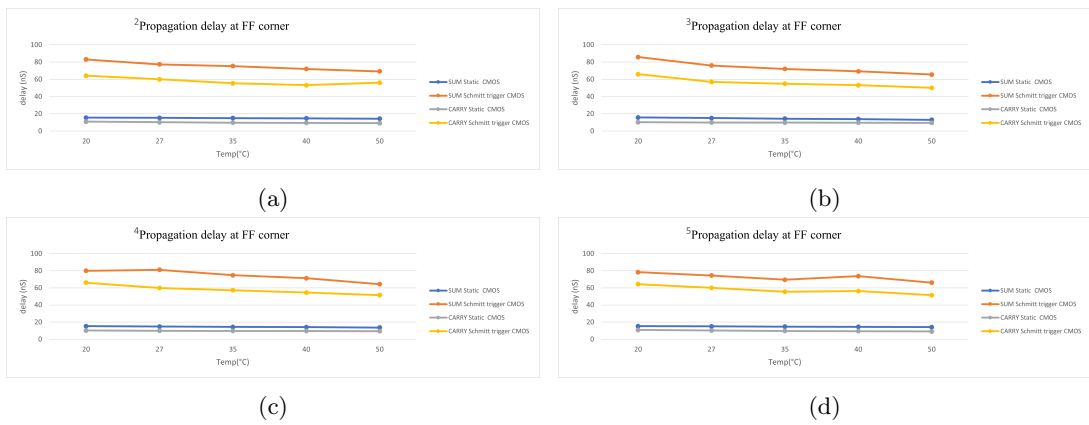 ²Propagation delay at FF corner
100
80
60
40
20
0
delay (nS)
20 27 35 40 50
Temp(°C)
SUM Static CMOS
SUM Schmitt trigger CMOS
CARRY Static CMOS
CARRY Schmitt trigger CMOS
(a)
³Propagation delay at FF corner
100
80
60
40
20
0
delay (nS)
20 27 35 40 50
Temp(°C)
SUM Static CMOS
SUM Schmitt trigger CMOS
CARRY Static CMOS
CARRY Schmitt trigger CMOS
(b)
⁴Propagation delay at FF corner
100
80
60
40
20
0
delay (nS)
20 27 35 40 50
Temp(°C)
SUM Static CMOS
SUM Schmitt trigger CMOS
CARRY Static CMOS
CARRY Schmitt trigger CMOS
(c)
⁵Propagation delay at FF corner
100
80
60
40
20
0
delay (nS)
20 27 35 40 50
Temp(°C)
SUM Static CMOS
SUM Schmitt trigger CMOS
CARRY Static CMOS
CARRY Schmitt trigger CMOS
(d)